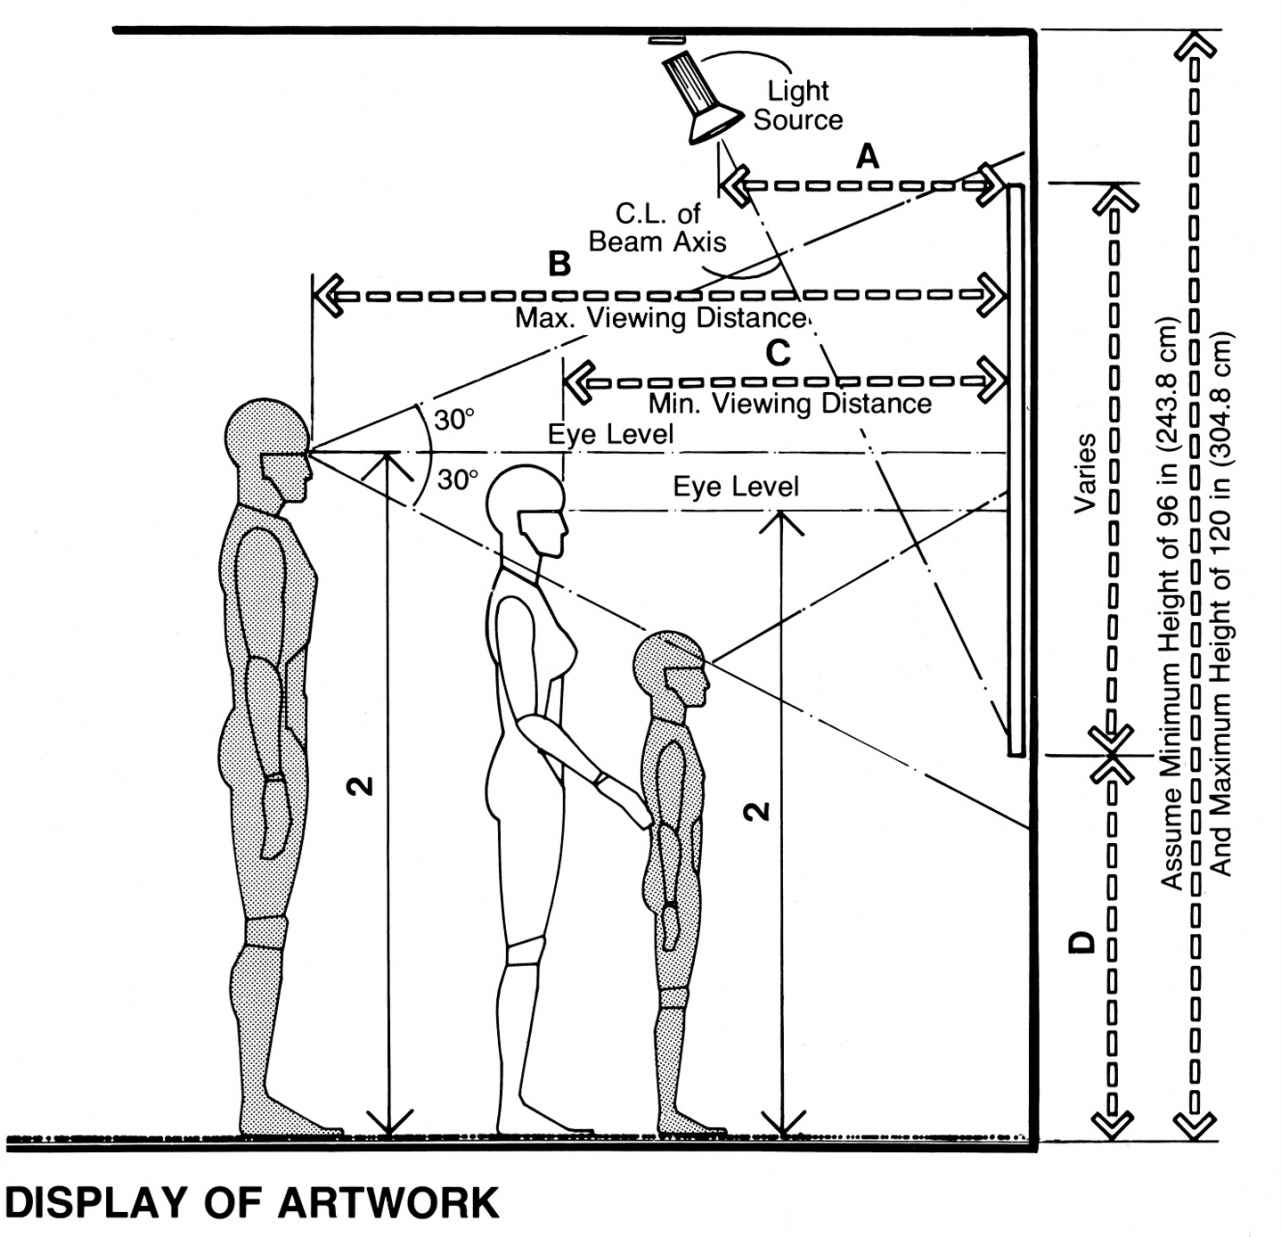 Light
Source
A
C.L. of
Beam Axis
B
Max. Viewing Distance
C
Min. Viewing Distance
30°
Eye Level
30°
Eye Level
2
2
Varies
D
Assume Minimum Height of 96 in (243.8 cm)
And Maximum Height of 120 in (304.8 cm)
DISPLAY OF ARTWORK